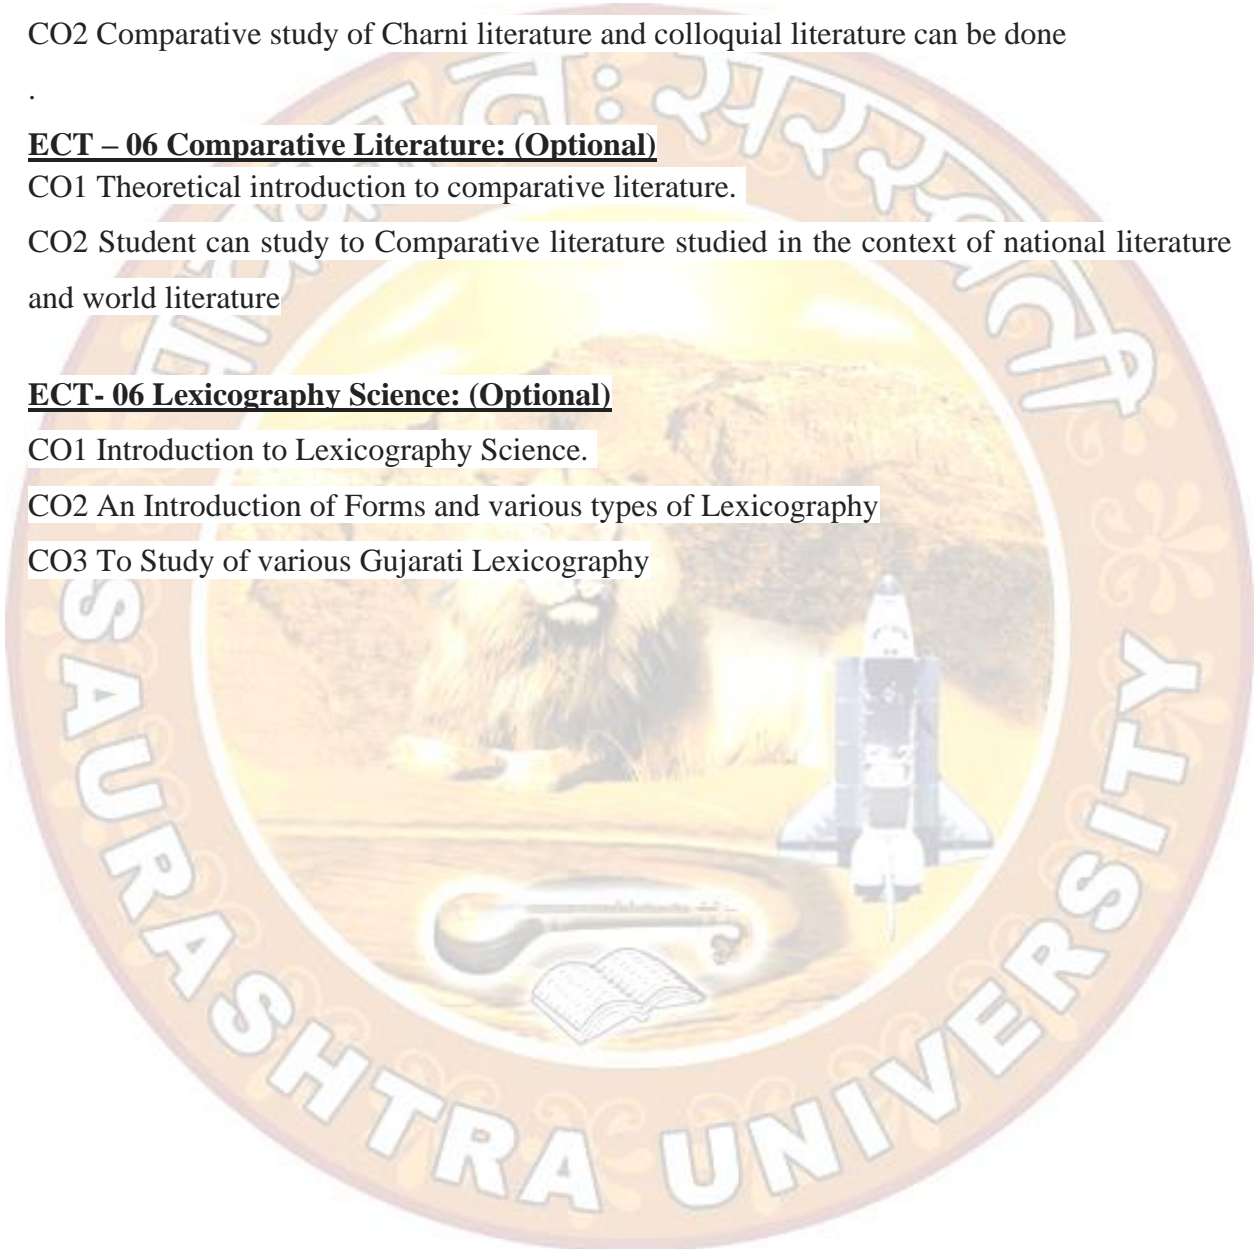 CO2 Comparative study of Charni literature and colloquial literature can be done
.
ECT – 06 Comparative Literature: (Optional)
CO1 Theoretical introduction to comparative literature.
CO2 Student can study to Comparative literature studied in the context of national literature
and world literature
ECT- 06 Lexicography Science: (Optional)
CO1 Introduction to Lexicography Science.
CO2 An Introduction of Forms and various types of Lexicography
CO3 To Study of various Gujarati Lexicography
SAURASHTRA UNIVERSITY